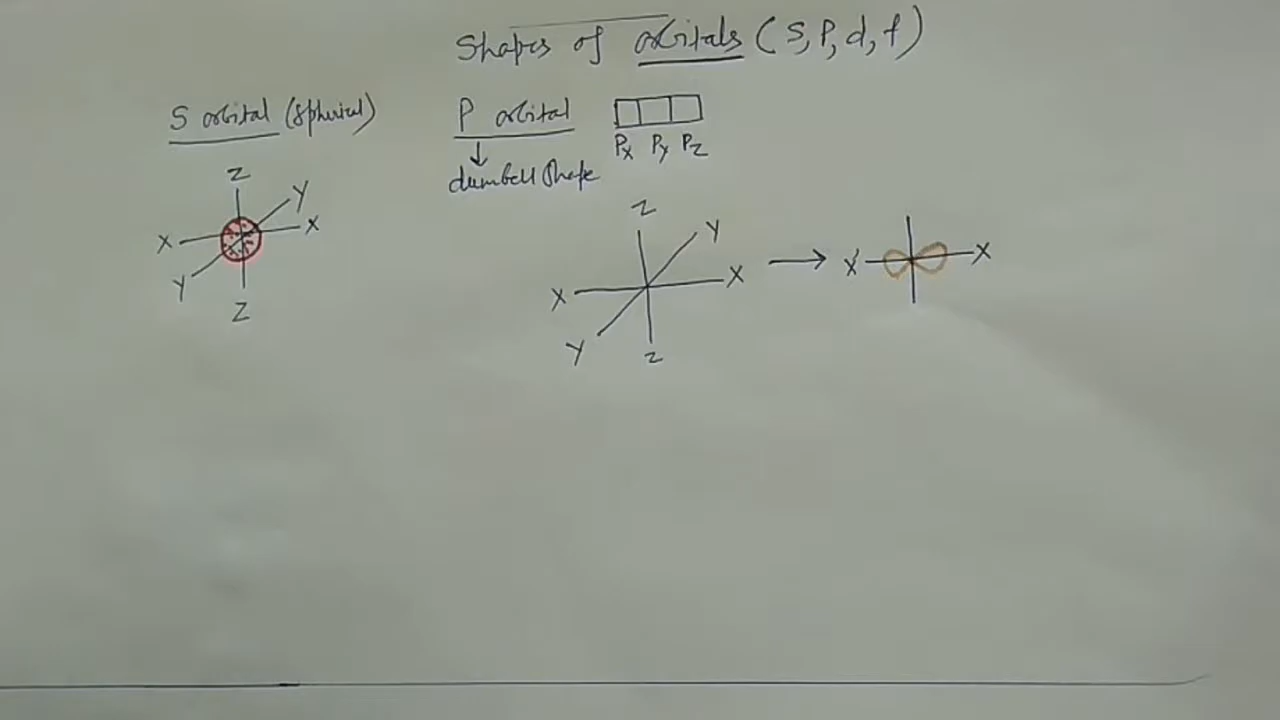 Shapes of orbitals (S, P, d, f)
S orbital (Spherical)
P orbital
Px Py Pz
dumbell Shape
Z
Y
X
X
Y
Z
Z
Y
X
X
Y
Z
X
X